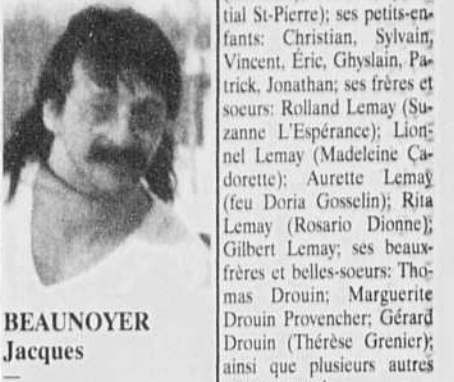 BEAUNOYER
Jacques
tial St-Pierre); ses petits-en-
fants: Christian, Sylvain,
Vincent, Éric, Ghyslain, Pa-
trick, Jonathan; ses frères et
soeurs: Rolland Lemay (Su-
zanne L'Espérance); Lion-
nel Lemay (Madeleine Ca-
dorette); Aurette Lemay
(feu Doria Gosselin); Rita
Lemay (Rosario Dionne);
Gilbert Lemay; ses beaux-
frères et belles-soeurs: Tho-
mas Drouin; Marguerite
Drouin Provencher; Gérard
Drouin (Thérèse Grenier);
ainsi que plusieurs autres